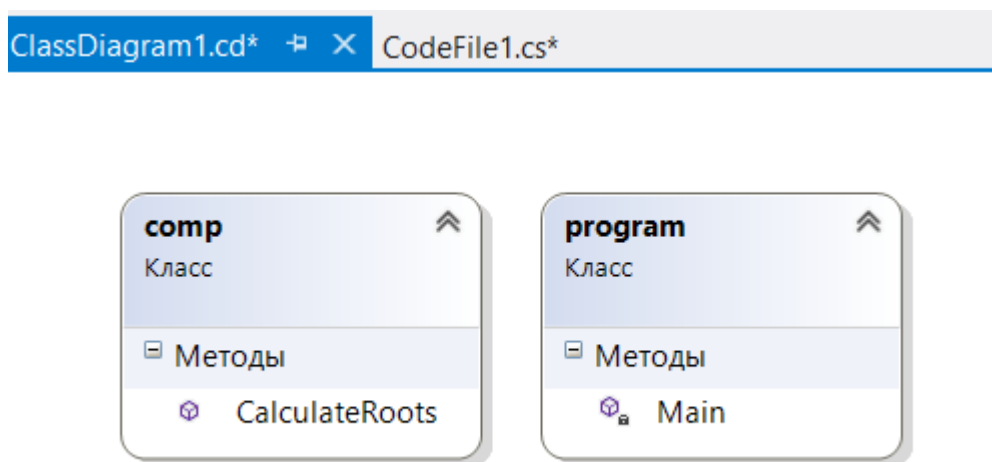 ClassDiagram1.cd* CodeFile1.cs*
comp
Класс
Методы
CalculateRoots
program
Класс
Методы
Main